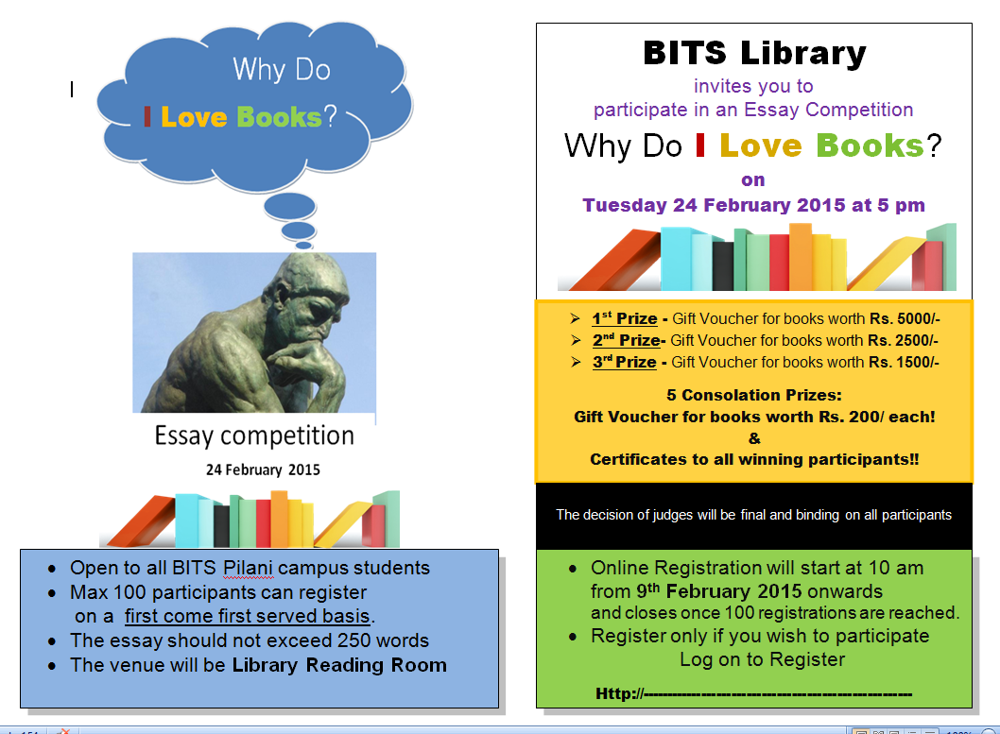 Why Do
I Love Books?
Essay competition
24 February 2015
• Open to all BITS Pilani campus students
• Max 100 participants can register
on a first come first served basis.
• The essay should not exceed 250 words
• The venue will be Library Reading Room
BITS Library
invites you to
participate in an Essay Competition
Why Do I Love Books?
on
Tuesday 24 February 2015 at 5 pm
➢ 1st Prize - Gift Voucher for books worth Rs. 5000/-
➢ 2nd Prize- Gift Voucher for books worth Rs. 2500/-
➢ 3rd Prize - Gift Voucher for books worth Rs. 1500/-
5 Consolation Prizes:
Gift Voucher for books worth Rs. 200/ each!
&
Certificates to all winning participants!!
The decision of judges will be final and binding on all participants
• Online Registration will start at 10 am
from 9th February 2015 onwards
and closes once 100 registrations are reached.
• Register only if you wish to participate
Log on to Register
Http://-------------------------------------------------------